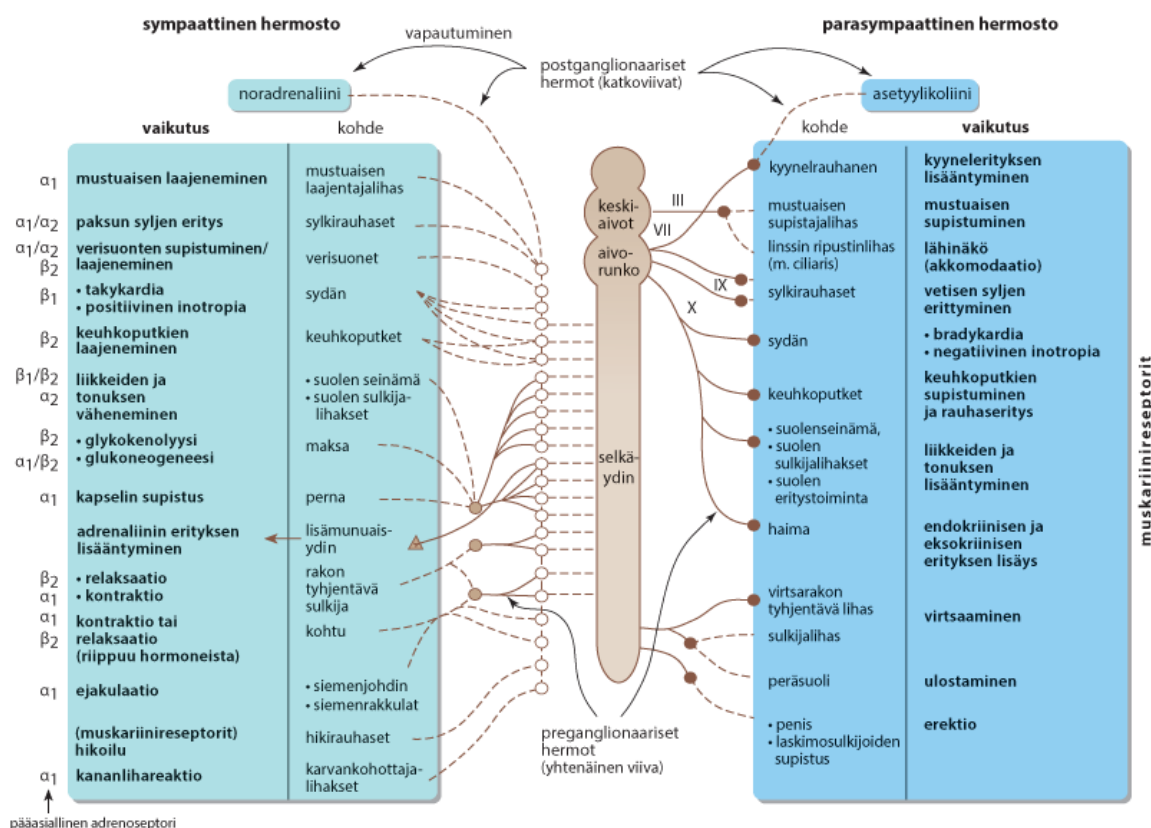 sympaattinen hermosto
parasympaattinen hermosto
vapautuminen
postganglionaariset
hermot (katkoviivat)
noradrenaliini
asetyylikoliini
vaikutus
kohde
α1
mustuaisen laajeneminen
mustuaisen
laajentajalihas
α1/α2
paksun syljen eritys
sylkirauhaset
α1/α2
β2
verisuonten supistuminen/
laajeneminen
verisuonet
β1
• takykardia
• positiivinen inotropia
sydän
β2
keuhkoputkien
laajeneminen
keuhkoputket
β1/β2
α2
liikkeiden ja
tonuksen
väheneminen
• suolen seinämä
• suolen sulkija-
lihakset
β2
α1/β2
• glykokenolyysi
• glukoneogeneesi
maksa
α1
kapselin supistus
perna
adrenaliinin erityksen
lisääntyminen
lisämunuais-
ydin
β2
α1
• relaksaatio
• kontraktio
rakon
tyhjentävä
sulkija
α1
β2
kontraktio tai
relaksaatio
(riippuu hormoneista)
kohtu
α1
ejakulaatio
• siemenjohdin
• siemenrakkulat
(muskariinireseptorit)
hikoilu
hikirauhaset
α1
kananlihareaktio
karvankohottaja-
lihakset
pääasiallinen adrenoseptori
keski-
aivot
aivo-
runko
selkä-
ydin
III
VII
IX
X
preganglionaariset
hermot
(yhtenäinen viiva)
kohde
vaikutus
kyynelrauhanen
kyynelerityksen
lisääntyminen
mustuaisen
supistajalihas
mustuaisen
supistuminen
linssin ripustinlihas
(m. ciliaris)
lähinäkö
(akkomodaatio)
sylkirauhaset
vetisen syljen
erittyminen
sydän
• bradykardia
• negatiivinen inotropia
keuhkoputket
keuhkoputkien
supistuminen
ja rauhaseritys
• suolenseinämä,
• suolen
sulkijalihakset
• suolen
eritystoiminta
liikkeiden ja
tonuksen
lisääntyminen
haima
endokriinisen ja
eksokriinisen
erityksen lisäys
virtsarakon
tyhjentävä lihas
virtsaaminen
sulkijalihas
peräsuoli
ulostaminen
• penis
• laskimosulkijoiden
supistus
erektio
muskariinireseptorit